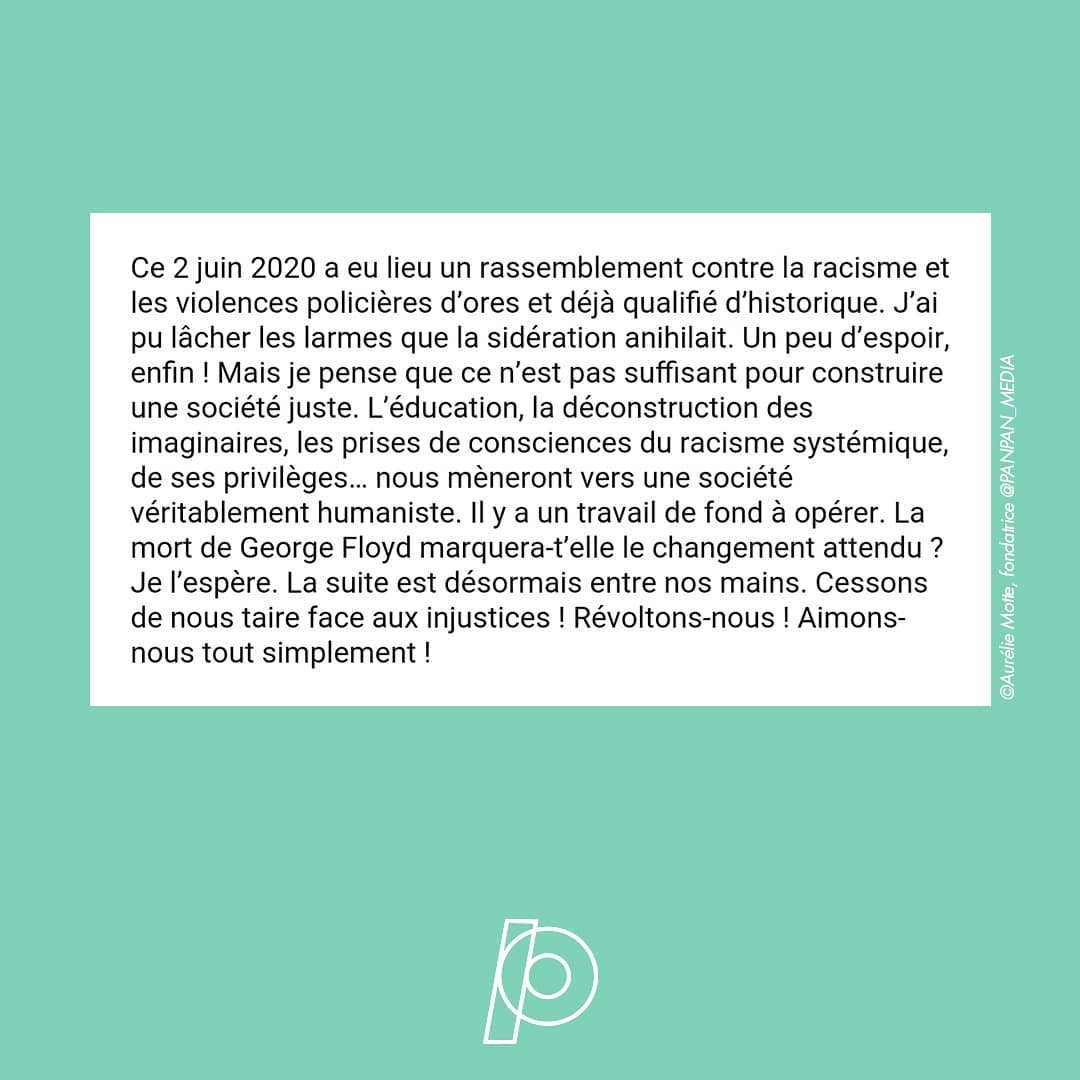 Ce 2 juin 2020 a eu lieu un rassemblement contre la racisme et
les violences policières d’ores et déjà qualifié d’historique. J’ai
pu lâcher les larmes que la sidération anihilait. Un peu d’espoir,
enfin ! Mais je pense que ce n’est pas suffisant pour construire
une société juste. L’éducation, la déconstruction des
imaginaires, les prises de consciences du racisme systémique,
de ses privilèges… nous mèneront vers une société
véritablement humaniste. Il y a un travail de fond à opérer. La
mort de George Floyd marquera-t’elle le changement attendu ?
Je l’espère. La suite est désormais entre nos mains. Cessons
de nous taire face aux injustices ! Révoltons-nous ! Aimons-
nous tout simplement !
©Aurélie Motte, fondatrice @PANPAN_MEDIA